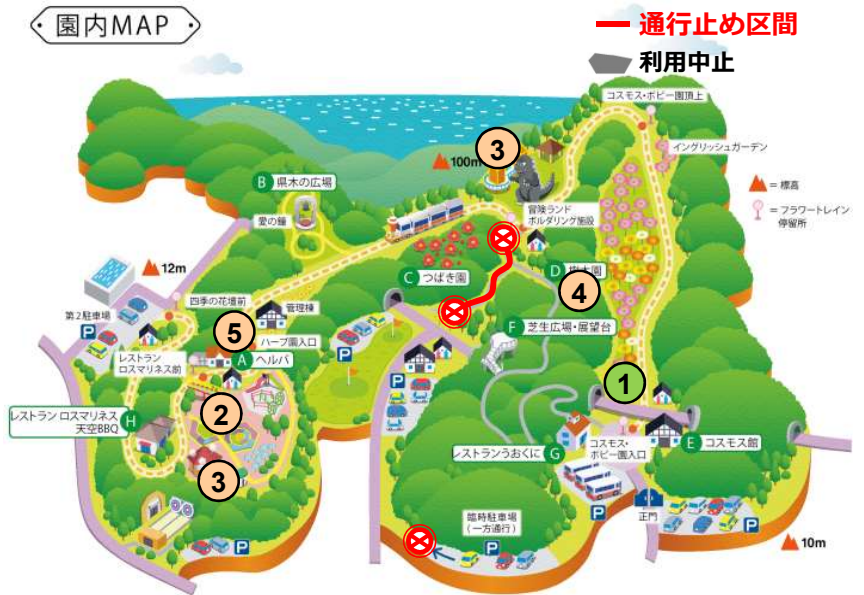 園内MAP
通行止め区間
利用中止
コスモス・ポピー園頂上
イングリッシュガーデン
= 標高
= フラワートレイン
停留所
③
100m
B 県木の広場
愛の鐘
冒険ランド
ボルダリング施設
12m
C つばき園
D 樹木園
④
四季の花壇前
管理棟
第2駐車場
P
⑤
ハーブ園入口
F 芝生広場・展望台
P
レストラン
ロスマリネス前
A ヘルバ
P
①
②
レストラン ロスマリネス
天空BBQ
H
レストランうおくに G
コスモス・
ポピー園入口
E コスモス館
③
臨時駐車場
(一方通行)
P
P
正門
P
P
10m